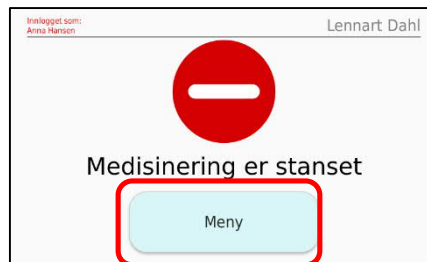 Innlogget som:
Anna Hansen
Lennart Dahl
Medisinering er stanset
Meny